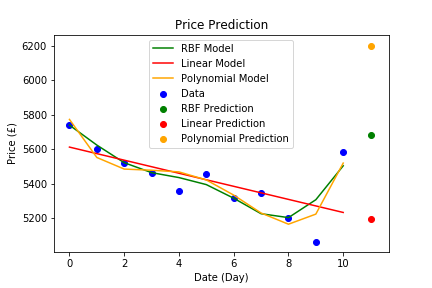 Price Prediction
RBF Model
Linear Model
Polynomial Model
Data
RBF Prediction
Linear Prediction
Polynomial Prediction
6200
6000
5800
5600
5400
5200
Price (£)
0 2 4 6 8 10
Date (Day)